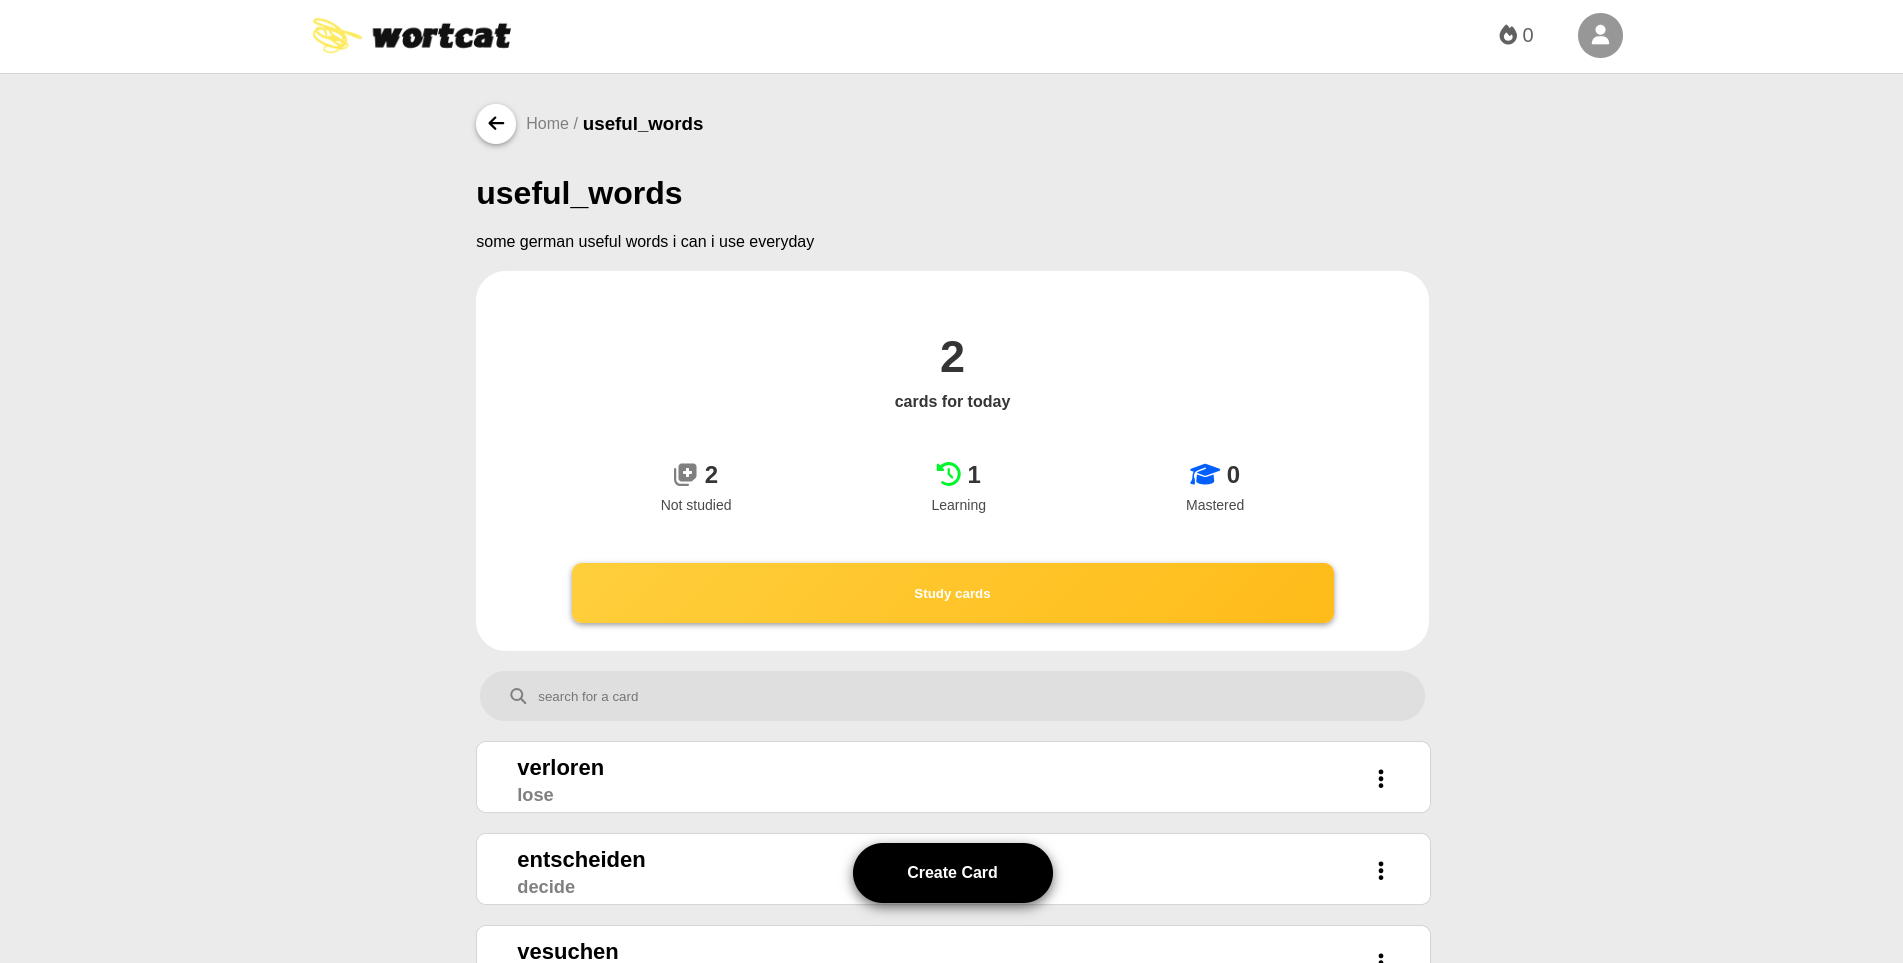 wortcat
0
Home / useful_words
useful_words
some german useful words i can i use everyday
2
cards for today
2
Not studied
1
Learning
0
Mastered
Study cards
search for a card
verloren
lose
entscheiden
decide
Create Card
vesuchen